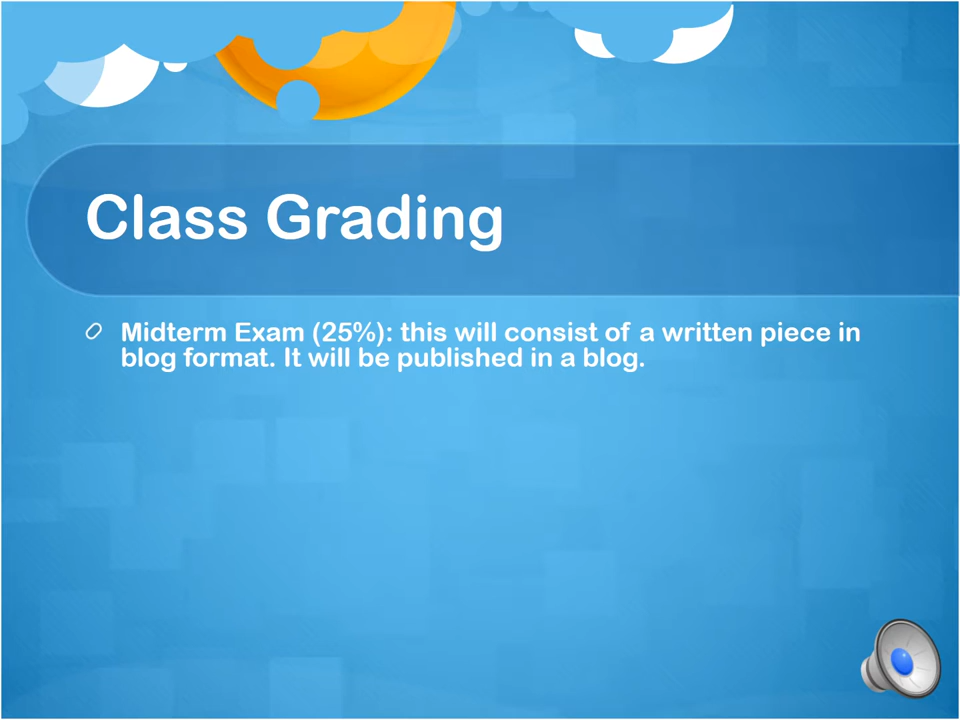 Class Grading
Midterm Exam (25%): this will consist of a written piece in
blog format. It will be published in a blog.